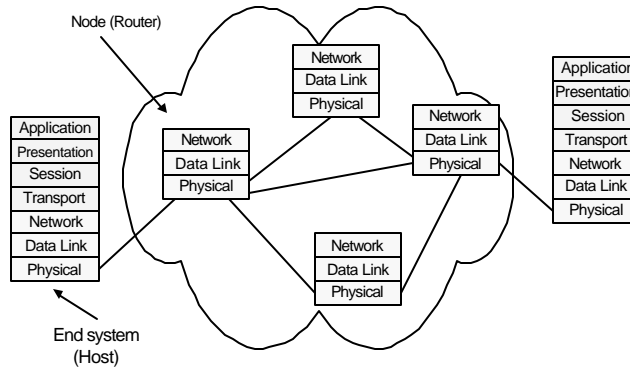 Node (Router)
Network
Data Link
Physical
Application
Presentation
Session
Transport
Network
Data Link
Physical
Network
Data Link
Physical
Network
Data Link
Physical
Network
Data Link
Physical
Application
Presentation
Session
Transport
Network
Data Link
Physical
End system
(Host)